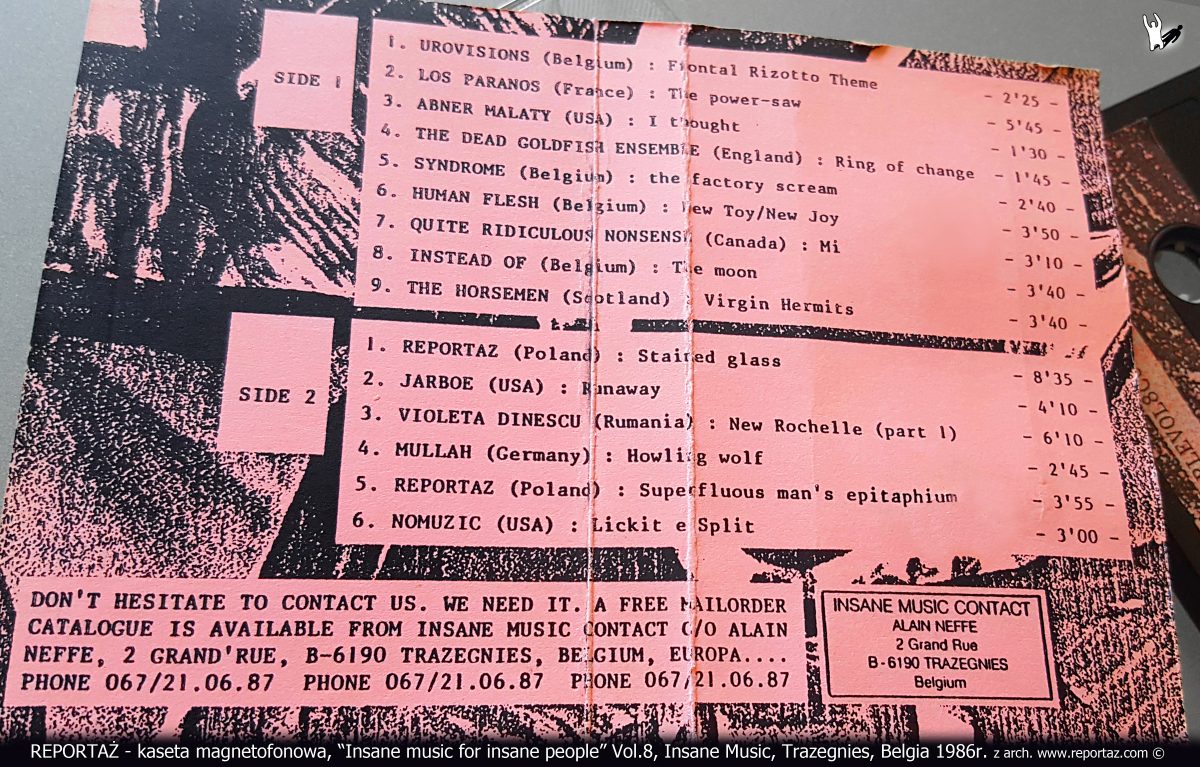 SIDE 1
1. UROVISIONS (Belgium) : Frontal Rizotto Theme - 2'25 -
2. LOS PARANOS (France) : The power-saw - 5'45 -
3. ABNER MALATY (USA) : I thought - 1'30 -
4. THE DEAD GOLDFISH ENSEMBLE (England) : Ring of change - 1'45 -
5. SYNDROME (Belgium) : the factory scream - 2'40 -
6. HUMAN FLESH (Belgium) : New Toy/New Joy - 3'50 -
7. QUITE RIDICULOUS NONSENSE (Canada) : Mi - 3'10 -
8. INSTEAD OF (Belgium) : The moon - 3'40 -
9. THE HORSEMEN (Scotland) : Virgin Hermits - 3'40 -
SIDE 2
1. REPORTAZ (Poland) : Stained glass - 8'35 -
2. JARBOE (USA) : Runaway - 4'10 -
3. VIOLETA DINESCU (Rumania) : New Rochelle (part 1) - 6'10 -
4. MULLAH (Germany) : Howling wolf - 2'45 -
5. REPORTAZ (Poland) : Superfluous man's epitaphium - 3'55 -
6. NOMUZIC (USA) : Lickit e Split - 3'00 -
DON'T HESITATE TO CONTACT US. WE NEED IT. A FREE MAILORDER
CATALOGUE IS AVAILABLE FROM INSANE MUSIC CONTACT C/O ALAIN
NEFFE, 2 GRAND'RUE, B-6190 TRAZEGNIES, BELGIUM, EUROPA....
PHONE 067/21.06.87 PHONE 067/21.06.87 PHONE 067/21.06.87
INSANE MUSIC CONTACT
ALAIN NEFFE
2 Grand Rue
B-6190 TRAZEGNIES
Belgium
REPORTAŻ - kaseta magnetofonowa, “Insane music for insane people” Vol.8, Insane Music, Trazegnies, Belgia 1986r. z arch. www.reportaz.com ©